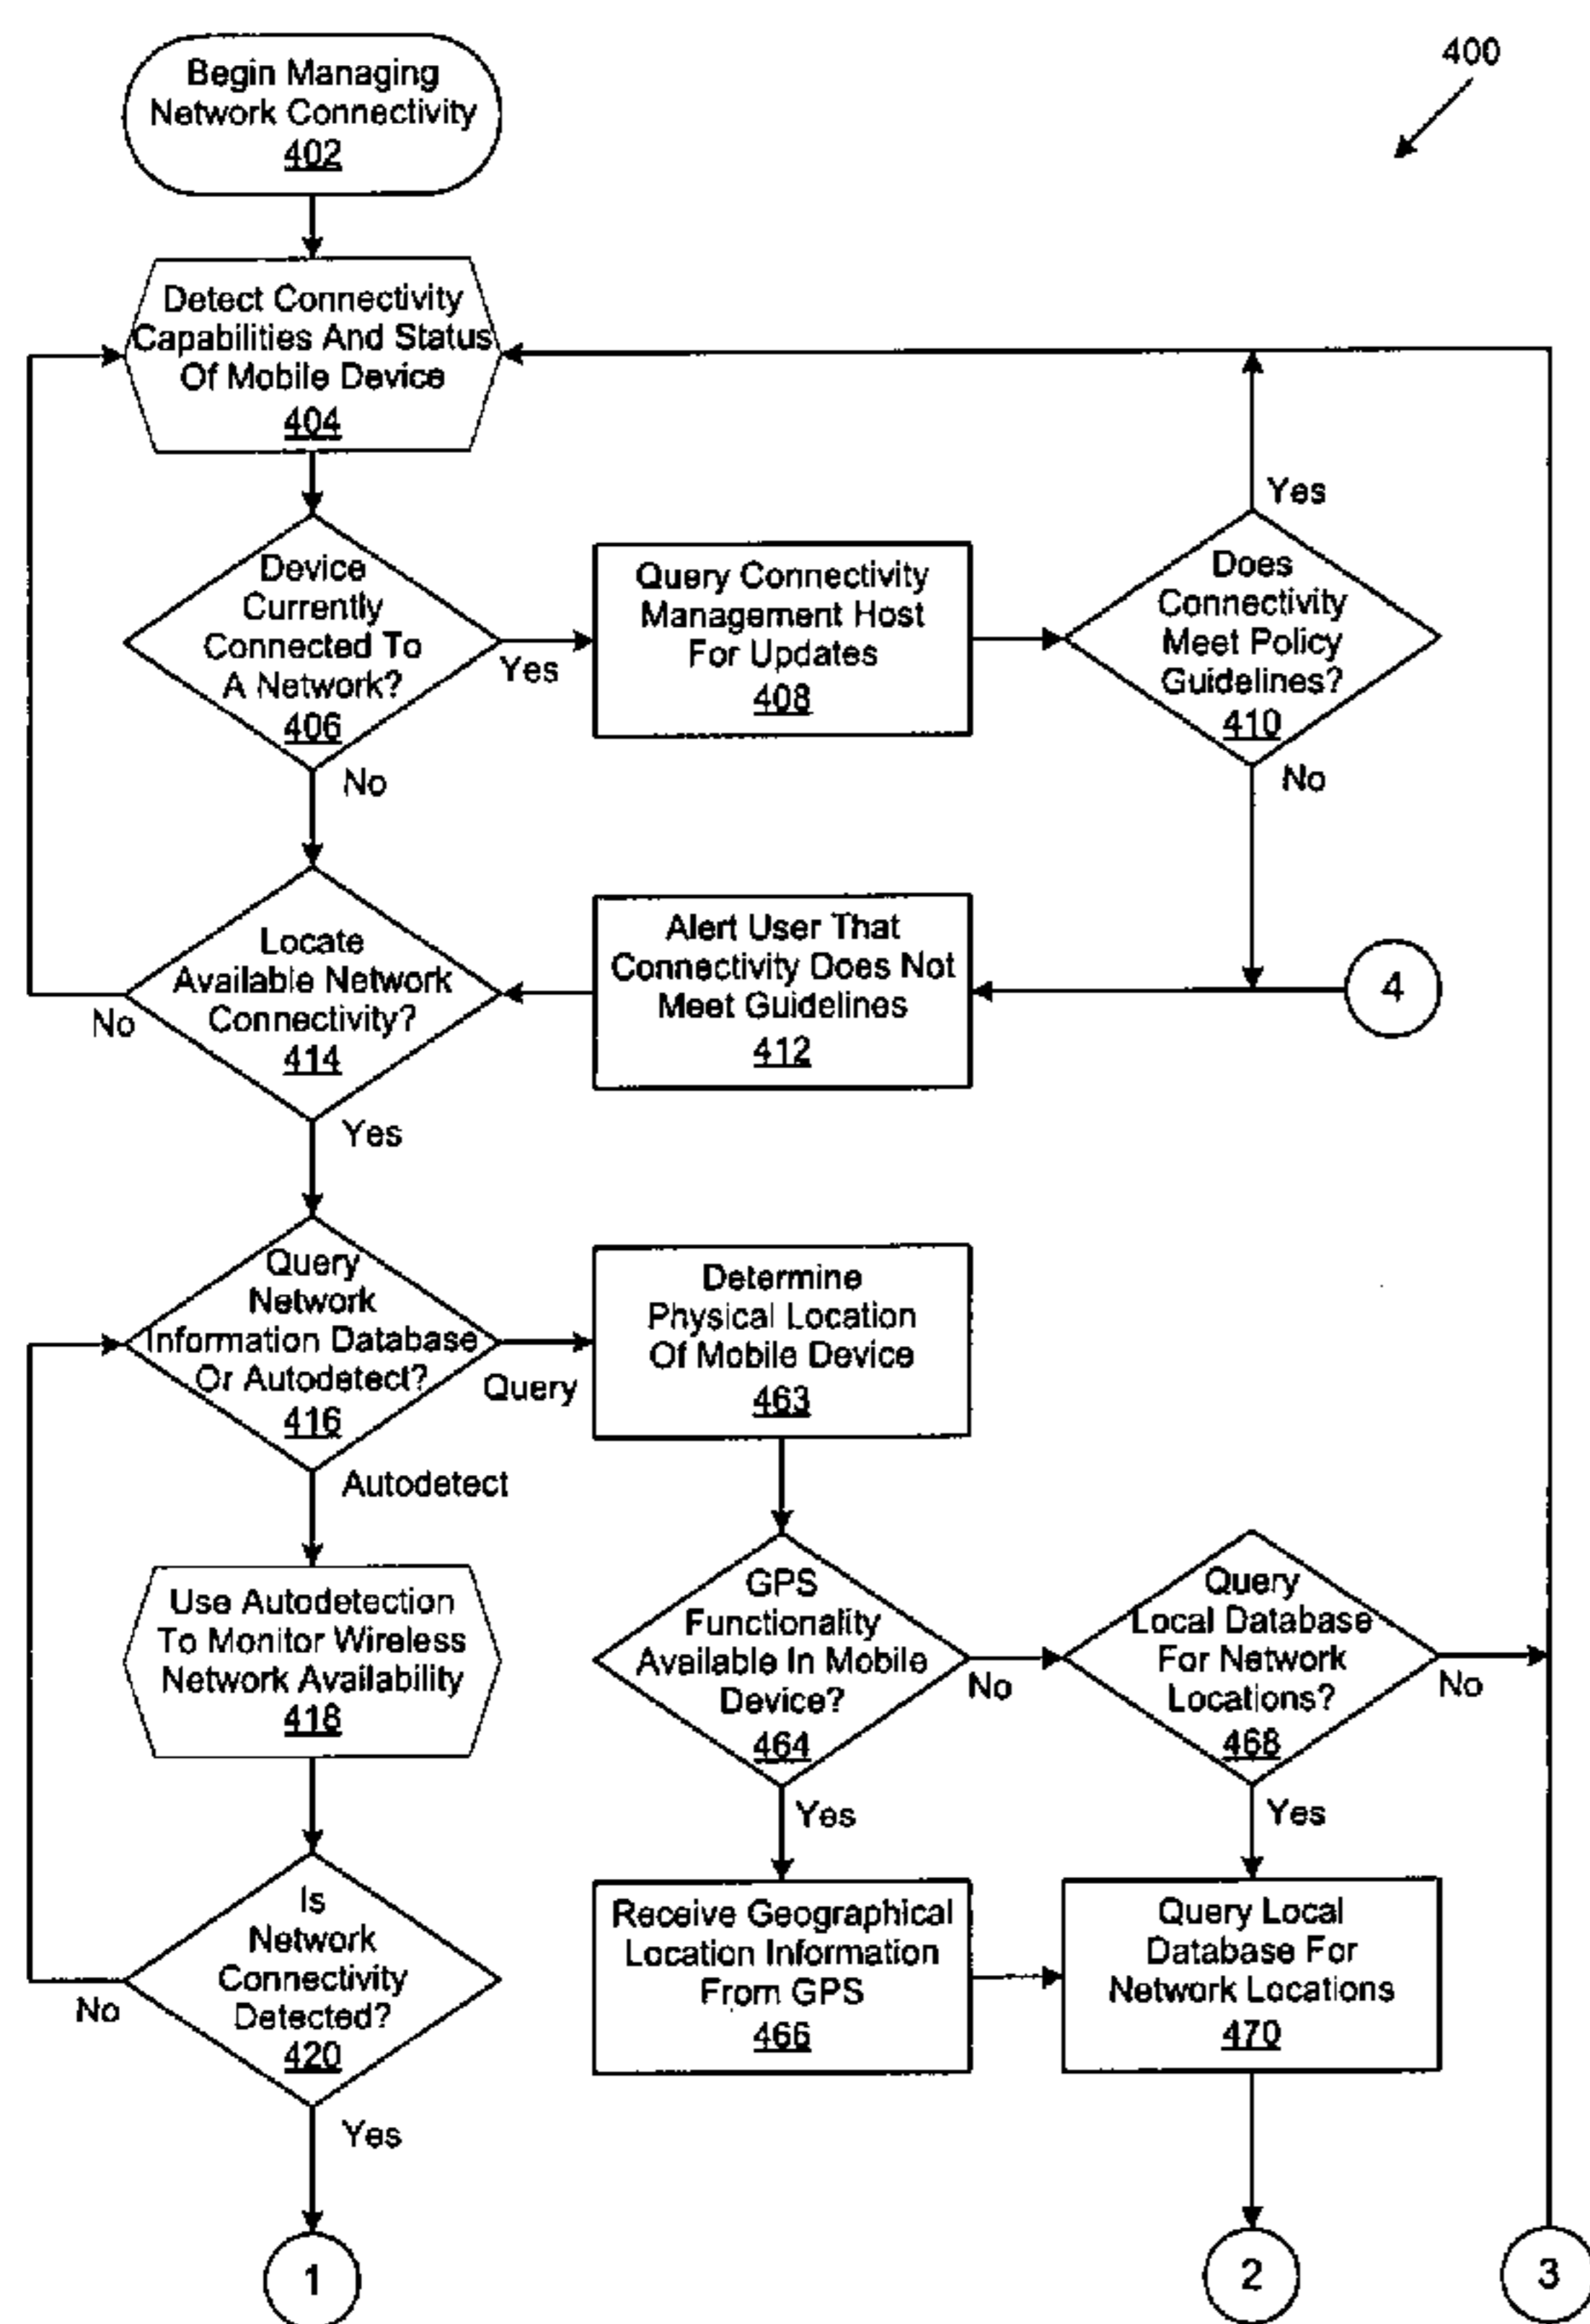 400
Begin Managing
Network Connectivity
402
Detect Connectivity
Capabilities And Status
Of Mobile Device
404
Device
Currently
Connected To
A Network?
406
Yes
No
Query Connectivity
Management Host
For Updates
408
Does
Connectivity
Meet Policy
Guidelines?
410
Yes
No
Locate
Available Network
Connectivity?
414
No
Yes
Alert User That
Connectivity Does Not
Meet Guidelines
412
4
Query
Network
Information Database
Or Autodetect?
416
Query
Autodetect
Determine
Physical Location
Of Mobile Device
463
Use Autodetection
To Monitor Wireless
Network Availability
418
GPS
Functionality
Available In Mobile
Device?
464
No
Yes
Query
Local Database
For Network
Locations?
468
No
Yes
Is
Network
Connectivity
Detected?
420
No
Yes
Receive Geographical
Location Information
From GPS
466
Query Local
Database For
Network Locations
470
1
2
3